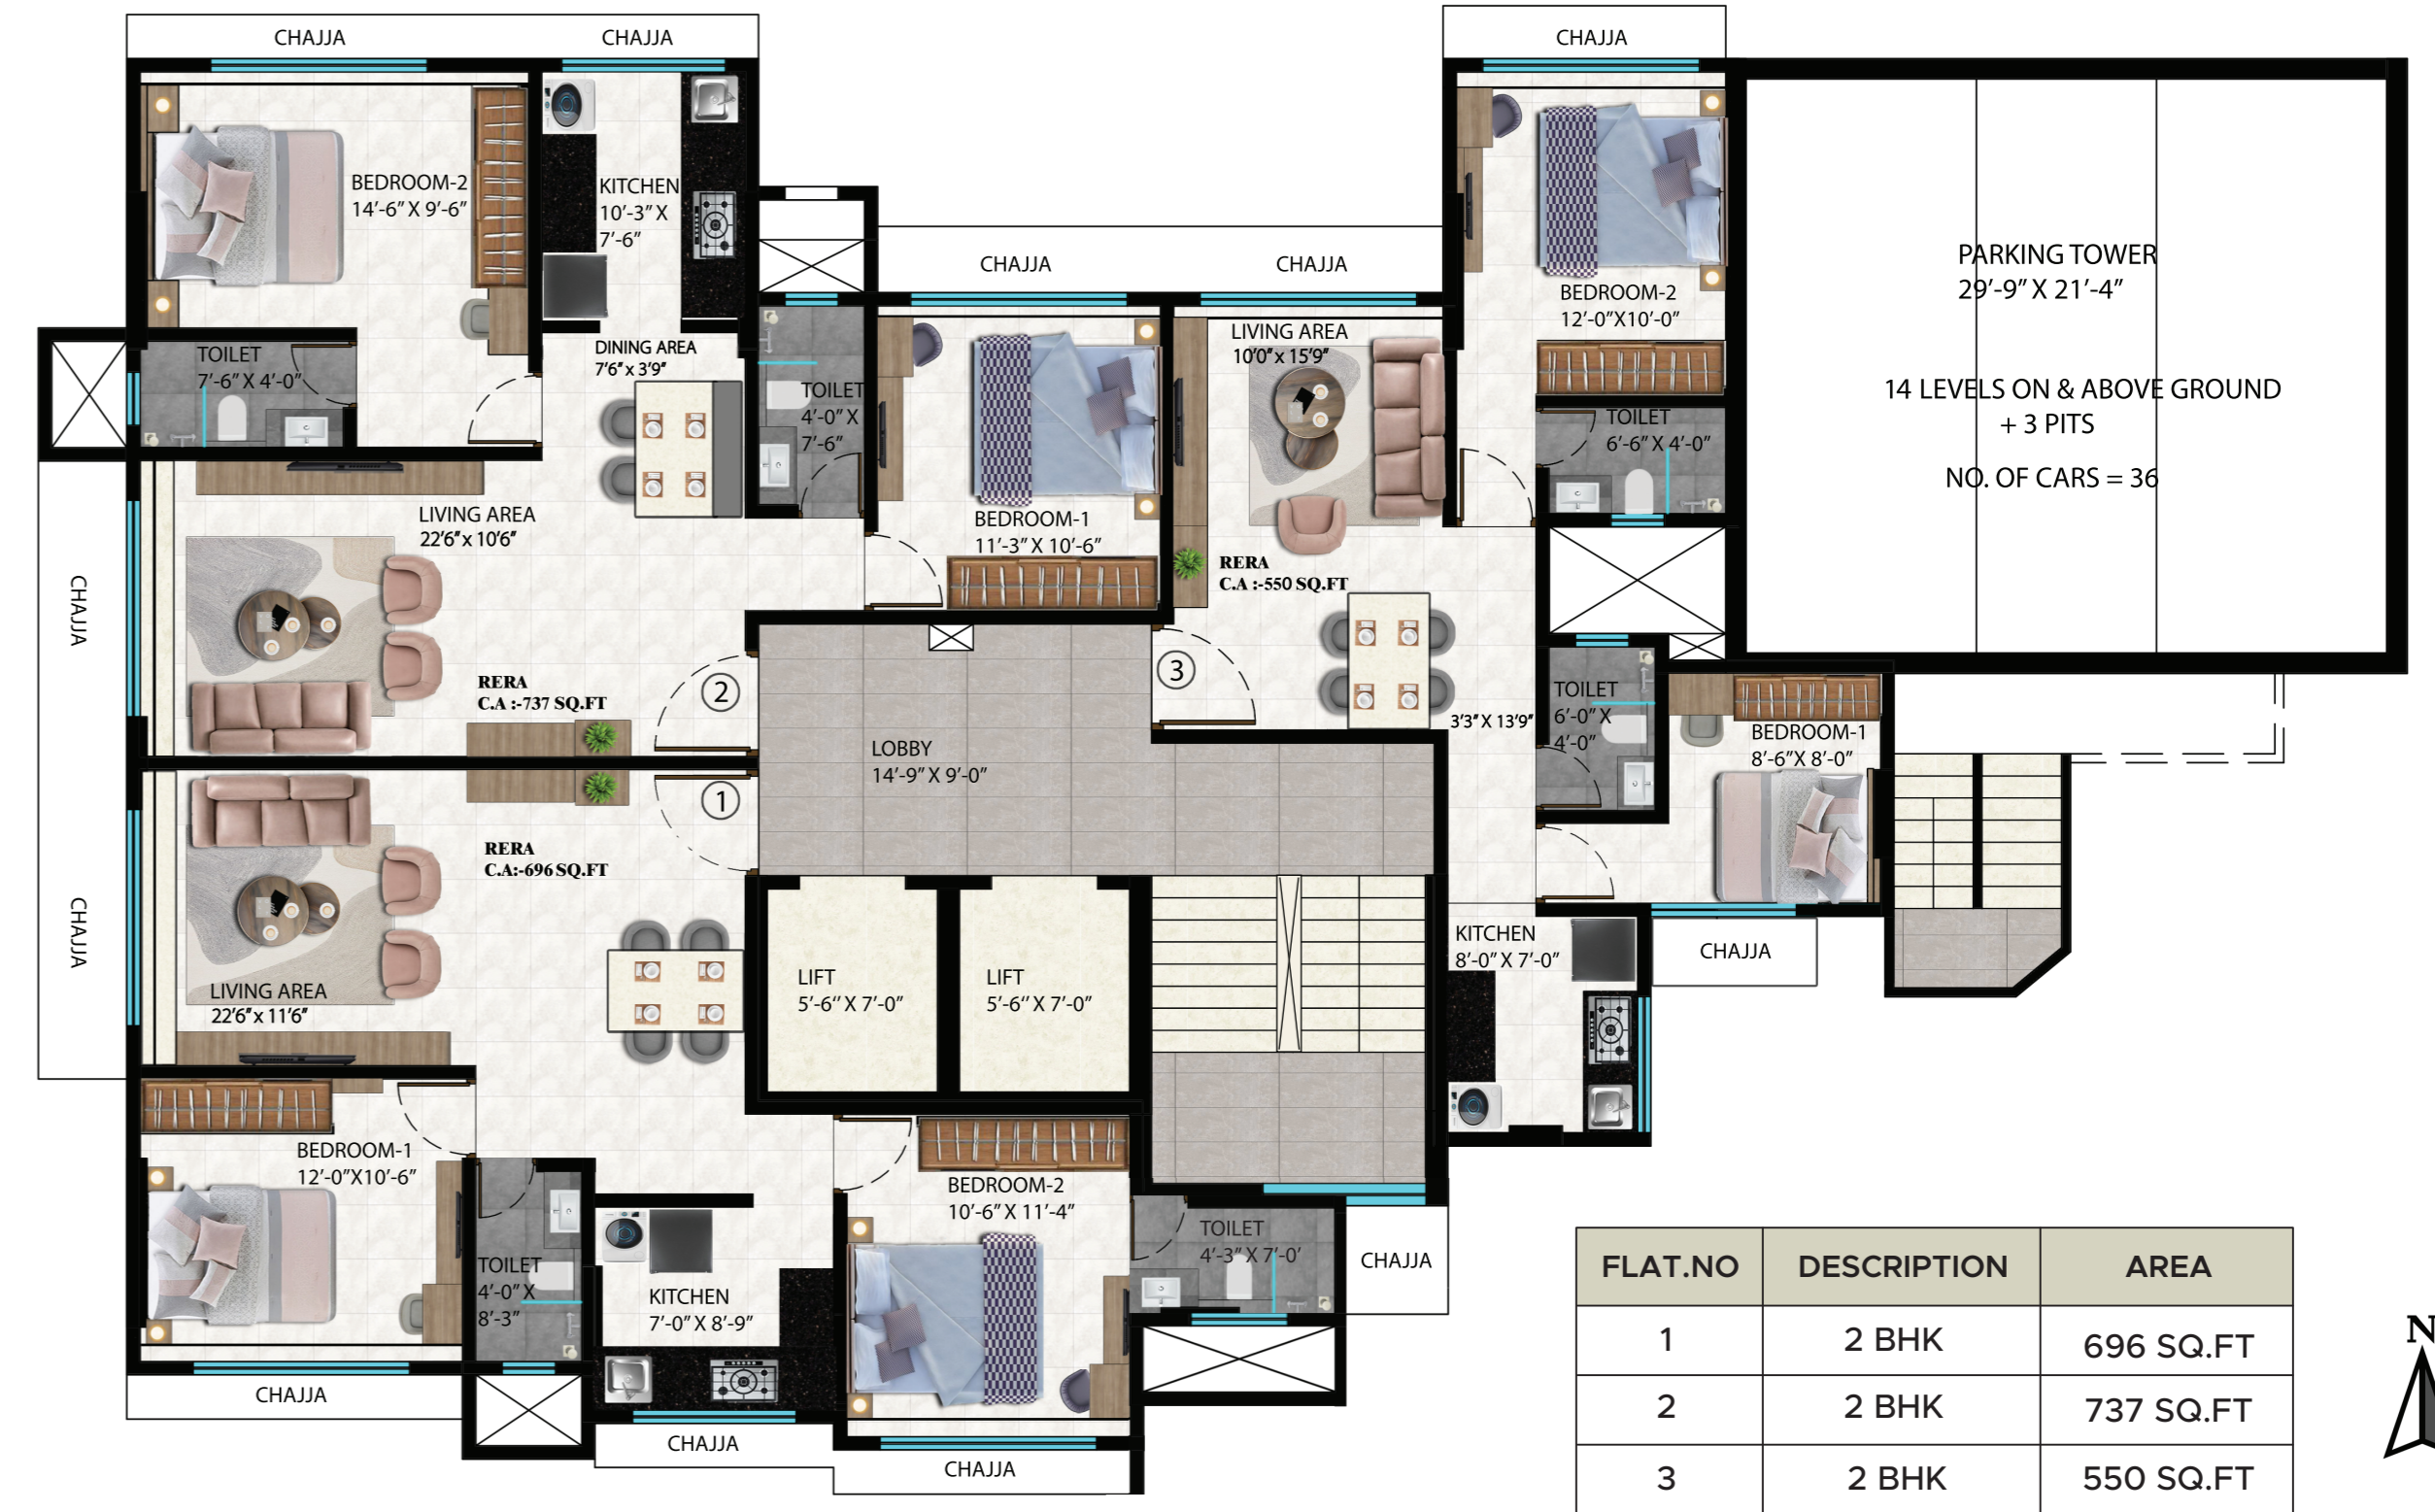 CHAJJA
CHAJJA
CHAJJA
BEDROOM-2
14'-6" X 9'-6"
KITCHEN
10'-3" X
7'-6"
TOILET
7'-6" X 4'-0"
DINING AREA
7'6" x 3'9"
TOILET
4'-0" X
7'-6"
CHAJJA
CHAJJA
BEDROOM-1
11'-3" X 10'-6"
LIVING AREA
10'0" x 15'9"
RERA
C.A :-550 SQ.FT
BEDROOM-2
12'-0"X10'-0"
TOILET
6'-6" X 4'-0"
PARKING TOWER
29'-9" X 21'-4"
14 LEVELS ON & ABOVE GROUND
+ 3 PITS
NO. OF CARS = 36
LIVING AREA
22'6" x 10'6"
CHAJJA
RERA
C.A :-737 SQ.FT
2
3
1
LOBBY
14'-9" X 9'-0"
3'3" X 13'9"
TOILET
6'-0" X
4'-0"
BEDROOM-1
8'-6"X 8'-0"
RERA
C.A:-696 SQ.FT
CHAJJA
LIVING AREA
22'6" x 11'6"
LIFT
5'-6" X 7'-0"
LIFT
5'-6" X 7'-0"
KITCHEN
8'-0" X 7'-0"
CHAJJA
BEDROOM-1
12'-0"X10'-6"
TOILET
4'-0" X
8'-3"
KITCHEN
7'-0" X 8'-9"
BEDROOM-2
10'-6" X 11'-4"
TOILET
4'-3" X 7'-0'
CHAJJA
CHAJJA
CHAJJA
CHAJJA
FLAT.NO DESCRIPTION AREA
1 2 BHK 696 SQ.FT
2 2 BHK 737 SQ.FT
3 2 BHK 550 SQ.FT
N